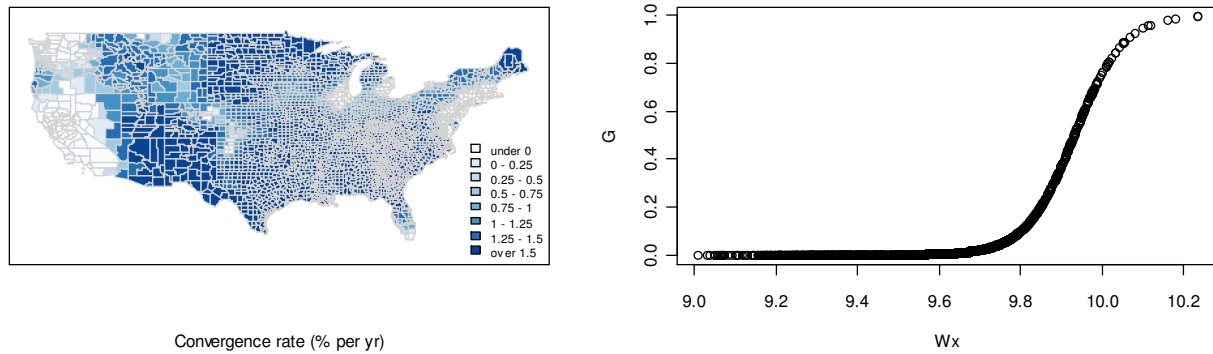 under 0
0 - 0.25
0.25 - 0.5
0.5 - 0.75
0.75 - 1
1 - 1.25
1.25 - 1.5
over 1.5
Convergence rate (% per yr)
1.0
0.8
0.6
0.4
0.2
0.0
G
9.0 9.2 9.4 9.6 9.8 10.0 10.2
Wx